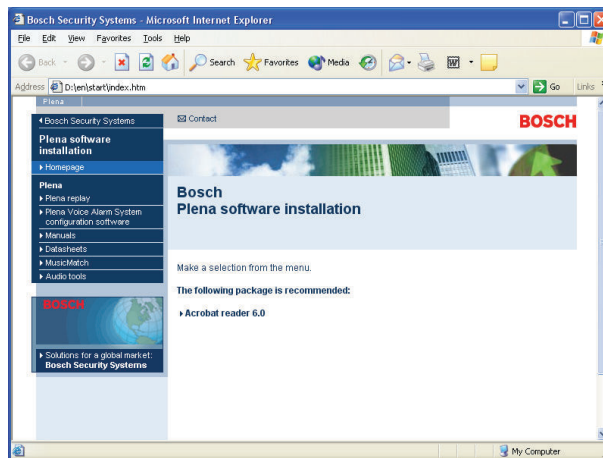 Bosch Security Systems - Microsoft Internet Explorer
File Edit View Favorites Tools Help
Back Search Favorites Media
Address D:\en\start\index.htm Go Links
Plena
Bosch Security Systems
Contact
BOSCH
Plena software
installation
Homepage
Plena
Plena replay
Plena Voice Alarm System
configuration software
Manuals
Datasheets
MusicMatch
Audio tools
Bosch
Plena software installation
Make a selection from the menu.
The following package is recommended:
Acrobat reader 6.0
BOSCH
Solutions for a global market:
Bosch Security Systems
My Computer